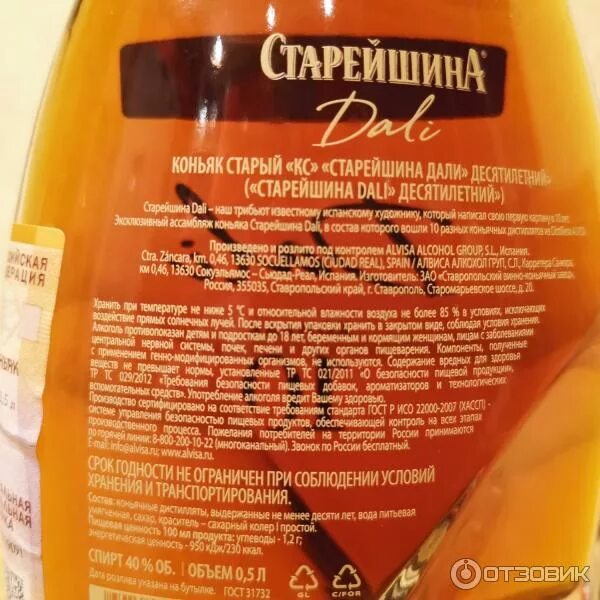 СТАРЕЙШИНА®
Dali
КОНЬЯК СТАРЫЙ «КС» «СТАРЕЙШИНА ДАЛИ» ДЕСЯТИЛЕТНИЙ»
(«СТАРЕЙШИНА DALI» ДЕСЯТИЛЕТНИЙ»)
Старейшина Dali – наш трибьют известному испанскому художнику, который написал свою первую картину в 10 лет.
Эксклюзивный ассамбляж коньяка Старейшина Dali, в состав которого вошли 10 разных коньячных дистиллятов из Distilleria ALVISA
Произведено и розлито под контролем ALVISA ALCOHOL GROUP, S.L. Испания.
Ctra. Záncara, km. 0,46, 13630 SOCUELLAMOS (CIUDAD REAL), SPAIN / АЛВИСА АЛКОХОЛ ГРУП, С.Л., Карретера Санкара,
км 0,46, 13630 Сокуэльямос – Сьюдад-Реал, Испания. Изготовитель: ЗАО «Ставропольский винно-коньячный завод»,
Россия, 355035, Ставропольский край, г. Ставрополь, Старомарьевское шоссе, д. 20.
Хранить при температуре не ниже 5 °С и относительной влажности воздуха не более 85 % в условиях, исключающих
воздействие прямых солнечных лучей. После вскрытия упаковки хранить в закрытом виде, соблюдая условия хранения.
Алкоголь противопоказан детям и подросткам до 18 лет, беременным и кормящим женщинам, лицам с заболеваниями
центральной нервной системы, почек, печени и других органов пищеварения. Компоненты, полученные
с применением генно-модифицированных организмов, не используются. Содержание вредных для здоровья
веществ не превышает нормы, установленные ТР ТС 021/2011 «О безопасности пищевой продукции»,
ТР ТС 029/2012 «Требования безопасности пищевых добавок, ароматизаторов и технологических
вспомогательных средств». Употребление алкоголя вредит Вашему здоровью.
Производство сертифицировано на соответствие требованиям стандарта ГОСТ Р ИСО 22000-2007 (ХАССП) -
системе управления безопасностью пищевых продуктов, обеспечивающей контроль на всех этапах
производственного процесса. Пожелания потребителей на территории России принимаются
по горячей линии: 8-800-200-10-22 (многоканальный). Звонок по России бесплатный.
E-mail: info@alvisa.ru; www.alvisa.ru
СРОК ГОДНОСТИ НЕ ОГРАНИЧЕН ПРИ СОБЛЮДЕНИИ УСЛОВИЙ
ХРАНЕНИЯ И ТРАНСПОРТИРОВАНИЯ.
Состав: коньячные дистилляты, выдержанные не менее десяти лет, вода питьевая
умягченная, сахар, краситель – сахарный колер I простой.
Пищевая ценность 100 мл продукта: углеводы - 1,2 г;
энергетическая ценность - 950 кДж/230 ккал.
СПИРТ 40 % ОБ. | ОБЪЕМ 0,5 Л
Дата розлива указана на бутылке. ГОСТ 31732
GL
C/FOR
ЙСКАЯ
ЕРАЦИЯ
НЬЯК
ОТЗОВИК